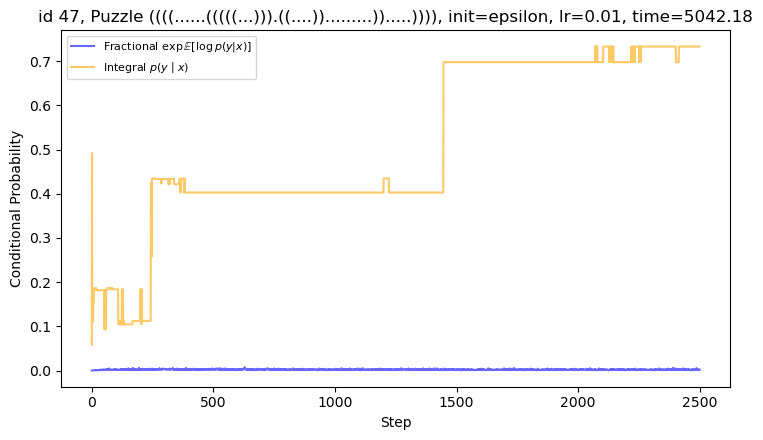 id 47, Puzzle ((((......(((((...))).((....)).........)).....)))), init=epsilon, lr=0.01, time=5042.18
Fractional exp𝔼[log p(y|x)]
Integral p(y | x)
Conditional Probability
0.7
0.6
0.5
0.4
0.3
0.2
0.1
0.0
0
500
1000
1500
2000
2500
Step